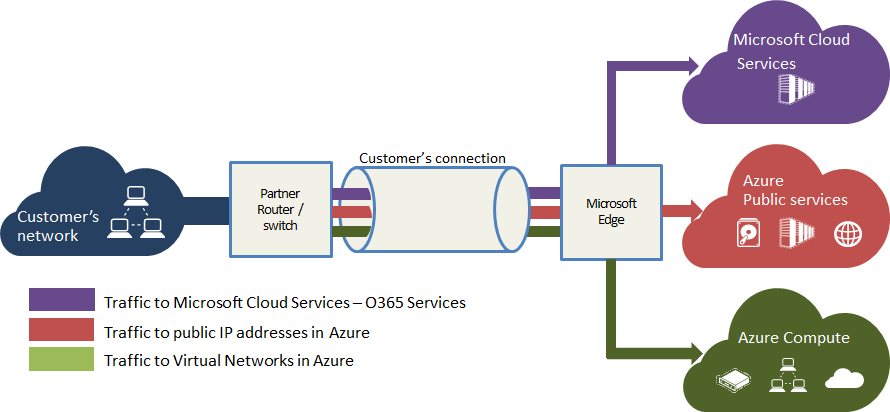 Microsoft Cloud
Services
Customer's connection
Customer's
network
Partner
Router /
switch
Microsoft
Edge
Azure
Public services
Traffic to Microsoft Cloud Services – O365 Services
Traffic to public IP addresses in Azure
Traffic to Virtual Networks in Azure
Azure Compute